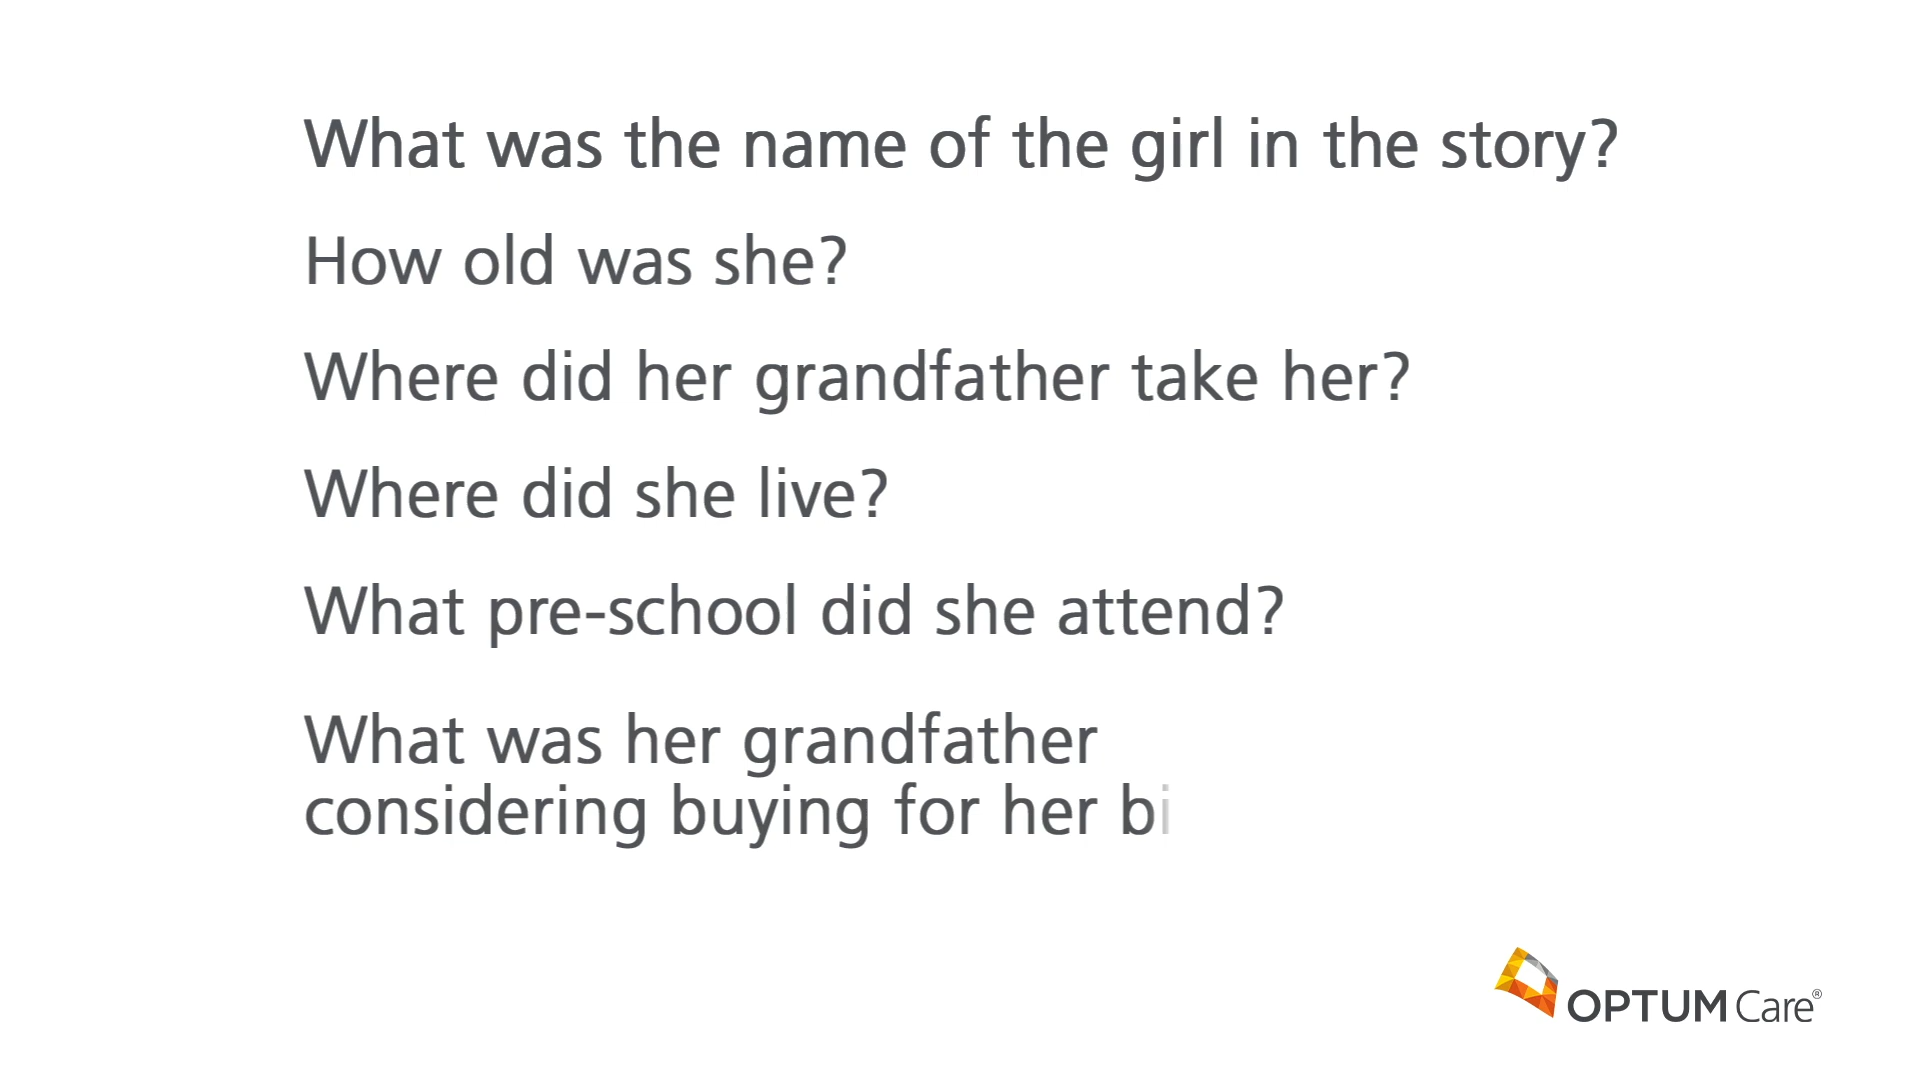 What was the name of the girl in the story?
How old was she?
Where did her grandfather take her?
Where did she live?
What pre-school did she attend?
What was her grandfather
considering buying for her bi
OPTUM Care®